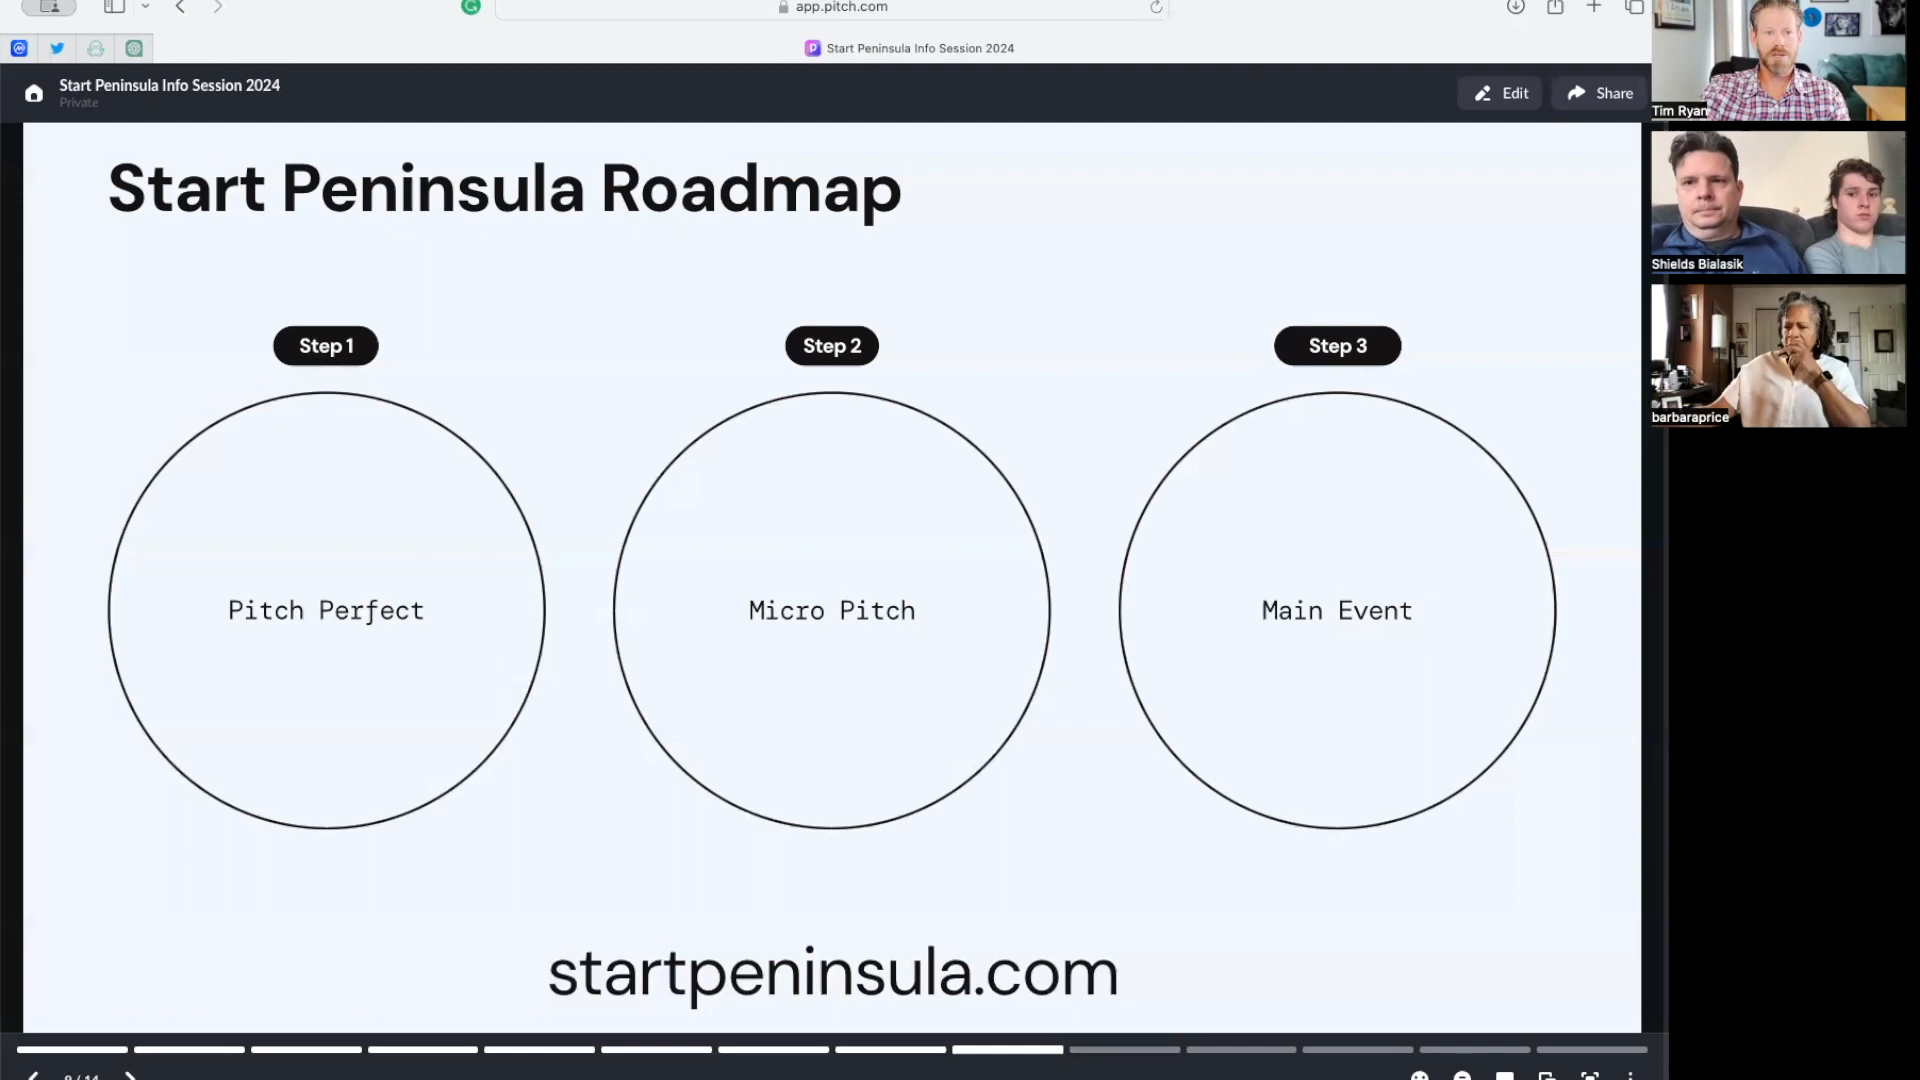 app.pitch.com
Start Peninsula Info Session 2024
Start Peninsula Info Session 2024
Private
Edit
Share
Start Peninsula Roadmap
Step 1
Step 2
Step 3
Pitch Perfect
Micro Pitch
Main Event
startpeninsula.com
9 / 14
Tim Ryan
Shields Bialasik
barbaraprice